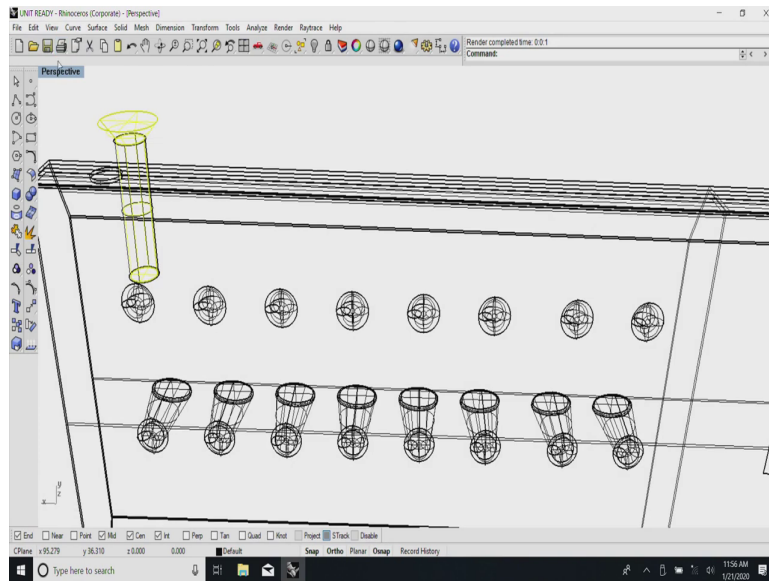 UNIT READY - Rhinoceros (Corporate) - [Perspective]
File Edit View Curve Surface Solid Mesh Dimension Transform Tools Analyze Render Raytrace Help
Render completed time: 0:0:1
Command:
Perspective
y
z
x
End Near Point Mid Cen Int Perp Tan Quad Knot Project STrack Disable
CPlane x 95.279 y 36.310 z 0.000 0.000 Default Snap Ortho Planar Osnap Record History
Type here to search
11:56 AM
1/21/2020